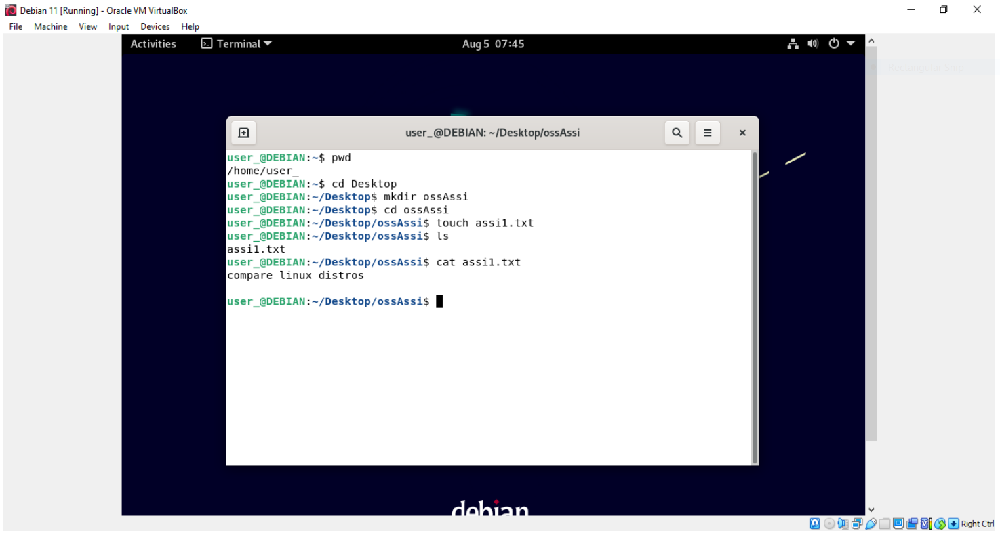 Debian 11 [Running] - Oracle VM VirtualBox
File Machine View Input Devices Help
Activities Terminal Aug 5 07:45
Rectangular Snip
user_@DEBIAN: ~/Desktop/ossAssi
user_@DEBIAN:~$ pwd
/home/user_
user_@DEBIAN:~$ cd Desktop
user_@DEBIAN:~/Desktop$ mkdir ossAssi
user_@DEBIAN:~/Desktop$ cd ossAssi
user_@DEBIAN:~/Desktop/ossAssi$ touch assi1.txt
user_@DEBIAN:~/Desktop/ossAssi$ ls
assi1.txt
user_@DEBIAN:~/Desktop/ossAssi$ cat assi1.txt
compare linux distros
user_@DEBIAN:~/Desktop/ossAssi$
debian
Right Ctrl